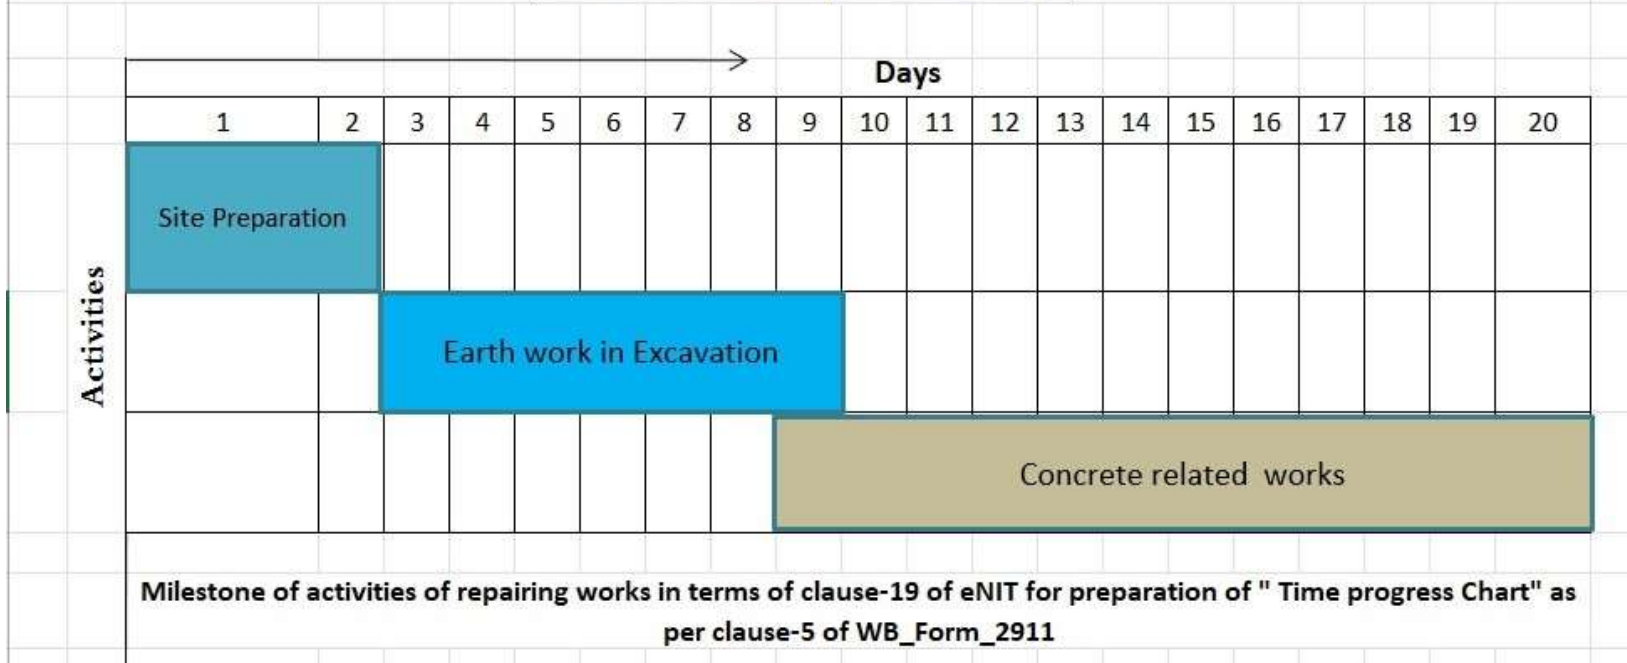 Days
1 2 3 4 5 6 7 8 9 10 11 12 13 14 15 16 17 18 19 20
Activities
Site Preparation
Earth work in Excavation
Concrete related works
Milestone of activities of repairing works in terms of clause-19 of eNIT for preparation of " Time progress Chart" as
per clause-5 of WB_Form_2911